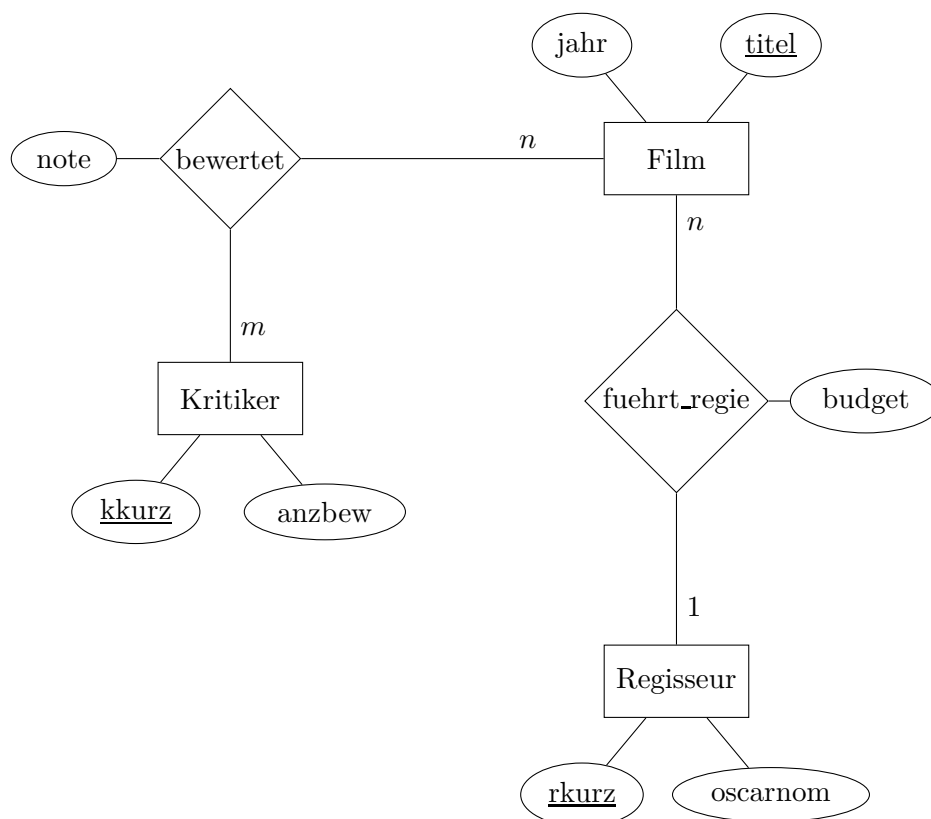 jahr
titel
note
bewertet
n
Film
n
m
Kritiker
fuehrt_regie
budget
kkurz
anzbew
1
Regisseur
rkurz
oscarnom